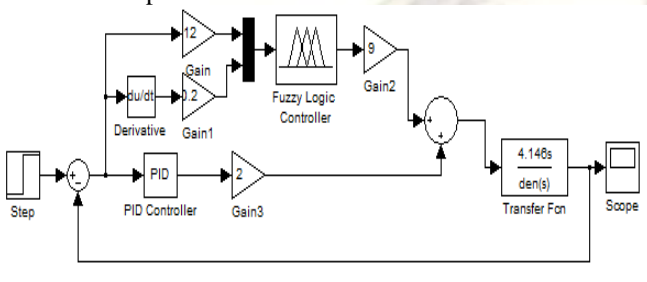 12
Gain
du/dt
Derivative
0.2
Gain1
Fuzzy Logic
Controller
9
Gain2
+
+
Step
+
−
PID
PID Controller
2
Gain3
4.146s
den(s)
Transfer Fcn
Scope